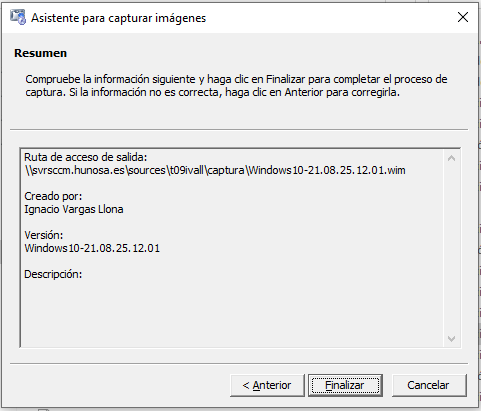 Asistente para capturar imágenes
Resumen
Compruebe la información siguiente y haga clic en Finalizar para completar el proceso de
captura. Si la información no es correcta, haga clic en Anterior para corregirla.
Ruta de acceso de salida:
\\svrsccm.hunosa.es\sources\t09ivall\captura\Windows10-21.08.25.12.01.wim
Creado por:
Ignacio Vargas Llona
Versión:
Windows10-21.08.25.12.01
Descripción:
< Anterior
Finalizar
Cancelar